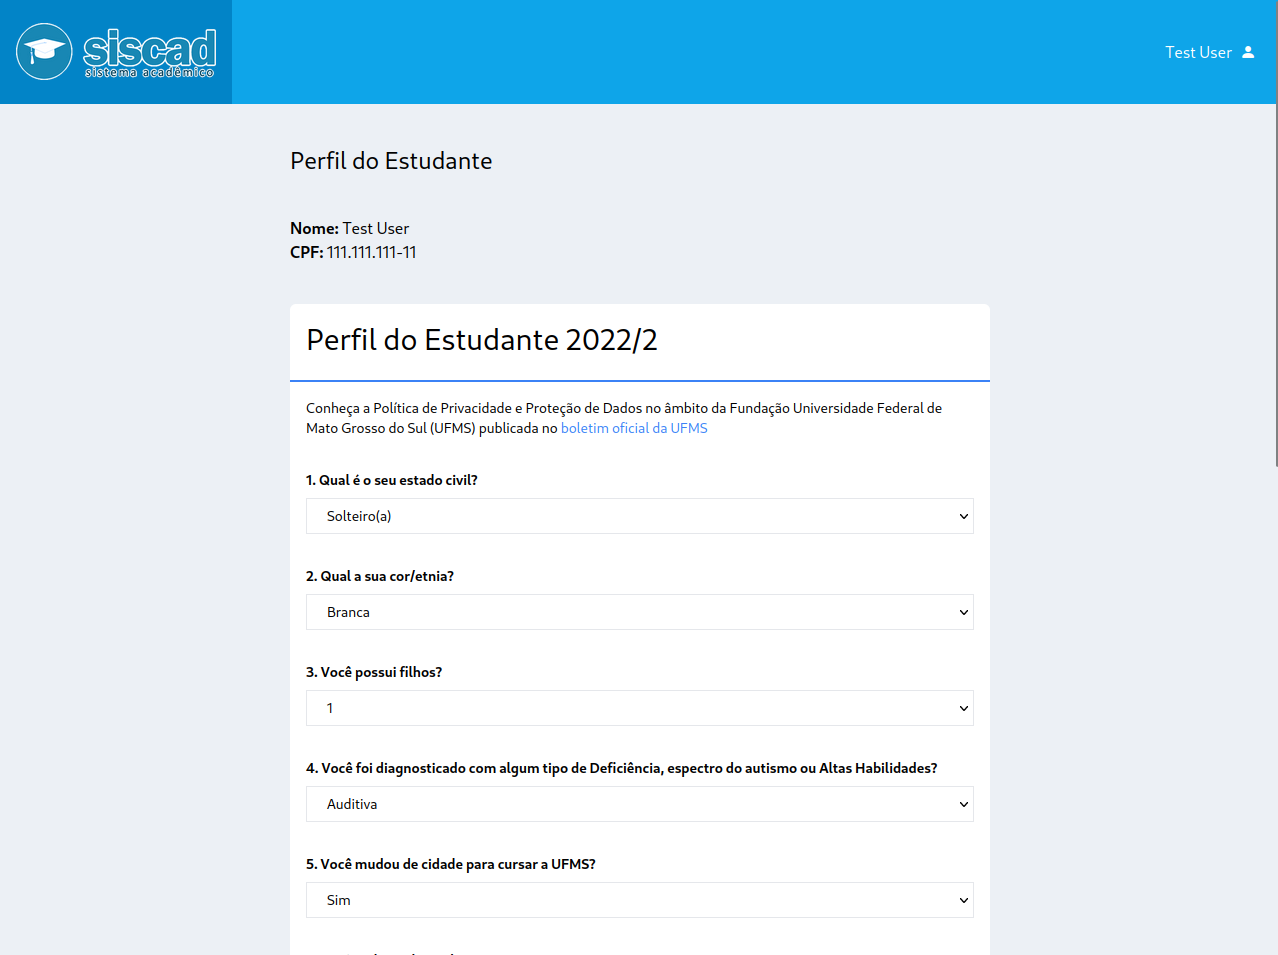 siscad
sistema acadêmico
Test User
Perfil do Estudante
Nome: Test User
CPF: 111.111.111-11
Perfil do Estudante 2022/2
Conheça a Política de Privacidade e Proteção de Dados no âmbito da Fundação Universidade Federal de
Mato Grosso do Sul (UFMS) publicada no boletim oficial da UFMS
1. Qual é o seu estado civil?
Solteiro(a)
2. Qual a sua cor/etnia?
Branca
3. Você possui filhos?
1
4. Você foi diagnosticado com algum tipo de Deficiência, espectro do autismo ou Altas Habilidades?
Auditiva
5. Você mudou de cidade para cursar a UFMS?
Sim